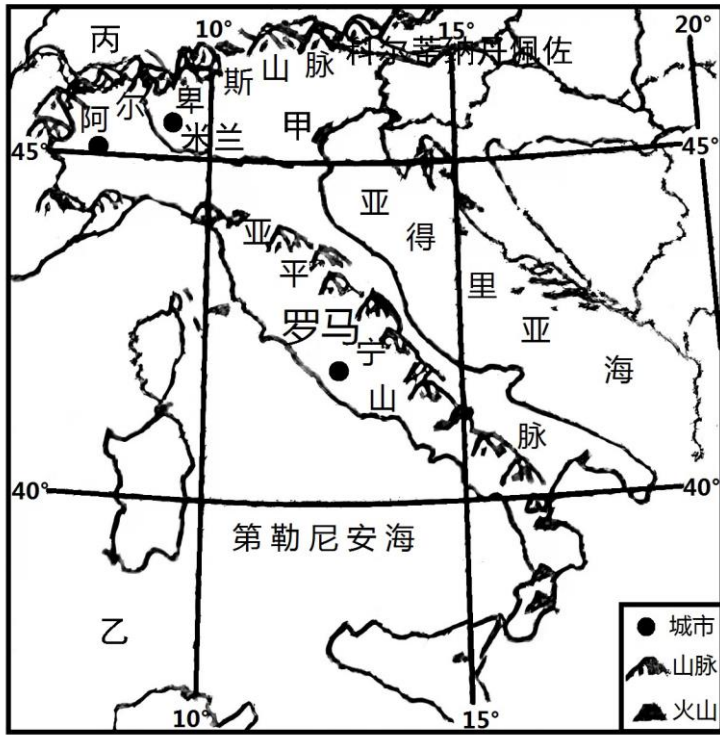 10°
15°
20°
丙
阿尔卑斯山脉
科尔蒂纳丹佩佐
米兰
甲
45°
45°
亚得里亚海
亚平宁山脉
罗马
40°
40°
第勒尼安海
乙
城市
山脉
火山
10°
15°